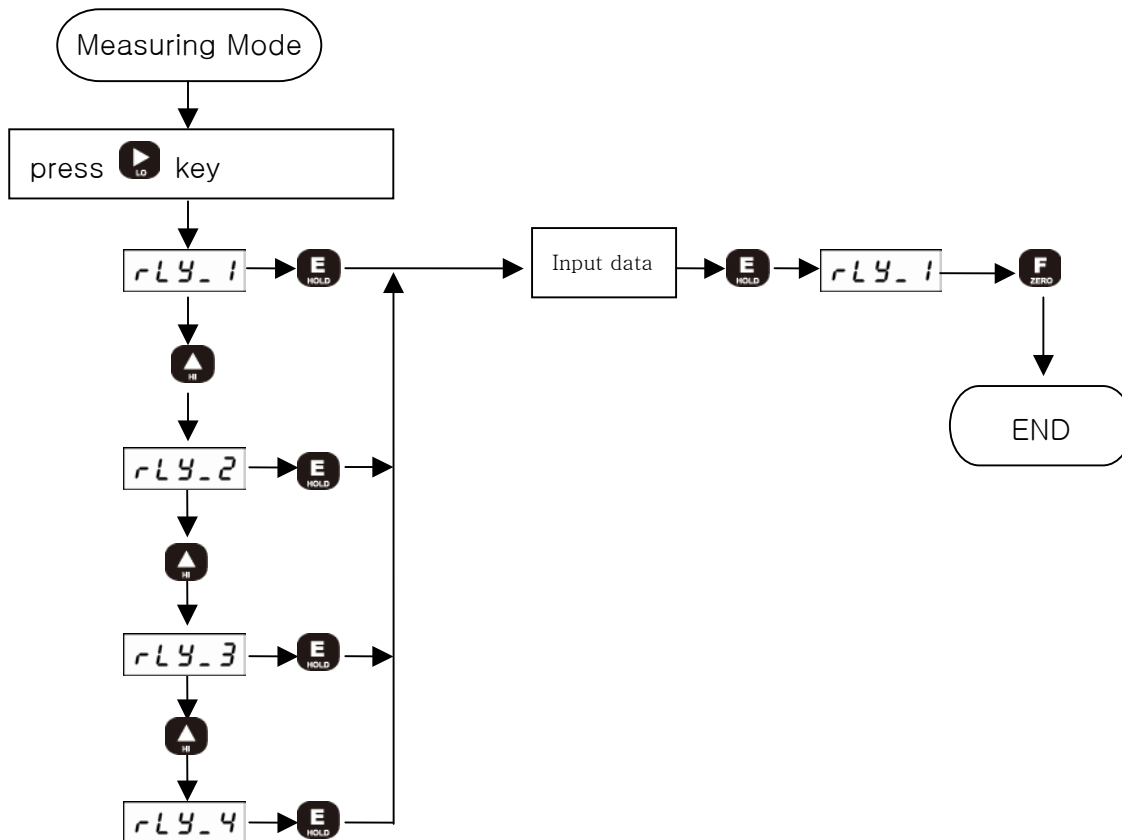 Measuring Mode
press LO key
rLY_1 E HOLD Input data E HOLD rLY_1 F ZERO
HI
END
rLY_2 E HOLD
HI
rLY_3 E HOLD
HI
rLY_4 E HOLD